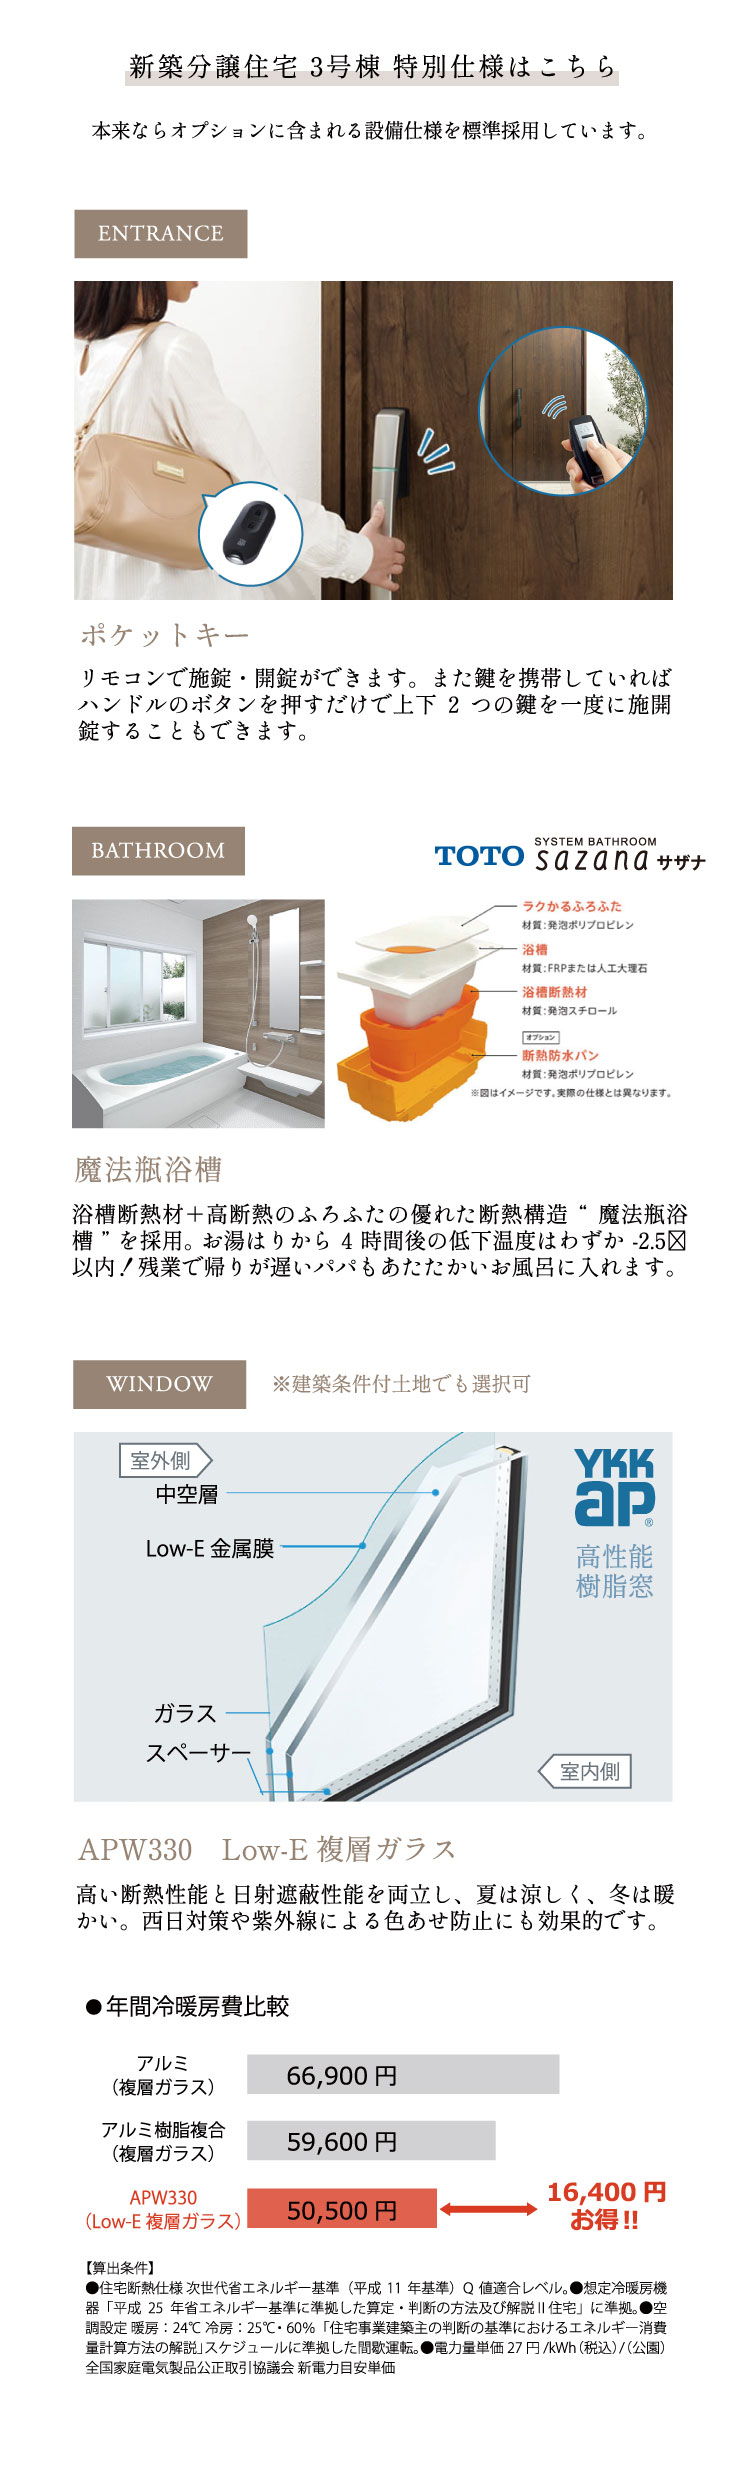 新築分譲住宅 3号棟 特別仕様はこちら
本来ならオプションに含まれる設備仕様を標準採用しています。
ENTRANCE
ポケットキー
リモコンで施錠・開錠ができます。また鍵を携帯していれば
ハンドルのボタンを押すだけで上下 2 つの鍵を一度に施開
錠することもできます。
BATHROOM
TOTO
SYSTEM BATHROOM
sazana サザナ
ラクかるふろふた
材質：発泡ポリプロピレン
浴槽
材質：FRPまたは人工大理石
浴槽断熱材
材質：発泡スチロール
オプション
断熱防水パン
材質：発泡ポリプロピレン
※図はイメージです。実際の仕様とは異なります。
魔法瓶浴槽
浴槽断熱材＋高断熱のふろふたの優れた断熱構造 “ 魔法瓶浴
槽 ” を採用。お湯はりから 4 時間後の低下温度はわずか -2.5〼
以内！残業で帰りが遅いパパもあたたかいお風呂に入れます。
WINDOW
※建築条件付土地でも選択可
室外側
中空層
Low-E 金属膜
YKK
ap®
高性能
樹脂窓
ガラス
スペーサー
室内側
APW330　Low-E 複層ガラス
高い断熱性能と日射遮蔽性能を両立し、夏は涼しく、冬は暖
かい。西日対策や紫外線による色あせ防止にも効果的です。
●年間冷暖房費比較
アルミ
（複層ガラス）
66,900 円
アルミ樹脂複合
（複層ガラス）
59,600 円
APW330
（Low-E 複層ガラス）
50,500 円
16,400 円
お得!!
【算出条件】
●住宅断熱仕様 次世代省エネルギー基準（平成 11 年基準）Q 値適合レベル。●想定冷暖房機
器「平成 25 年省エネルギー基準に準拠した算定・判断の方法及び解説Ⅱ住宅」に準拠。●空
調設定 暖房：24℃ 冷房：25℃・60%「住宅事業建築主の判断の基準におけるエネルギー消費
量計算方法の解説」スケジュールに準拠した間歇運転。●電力量単価 27 円 /kWh（税込）/（公園）
全国家庭電気製品公正取引協議会 新電力目安単価